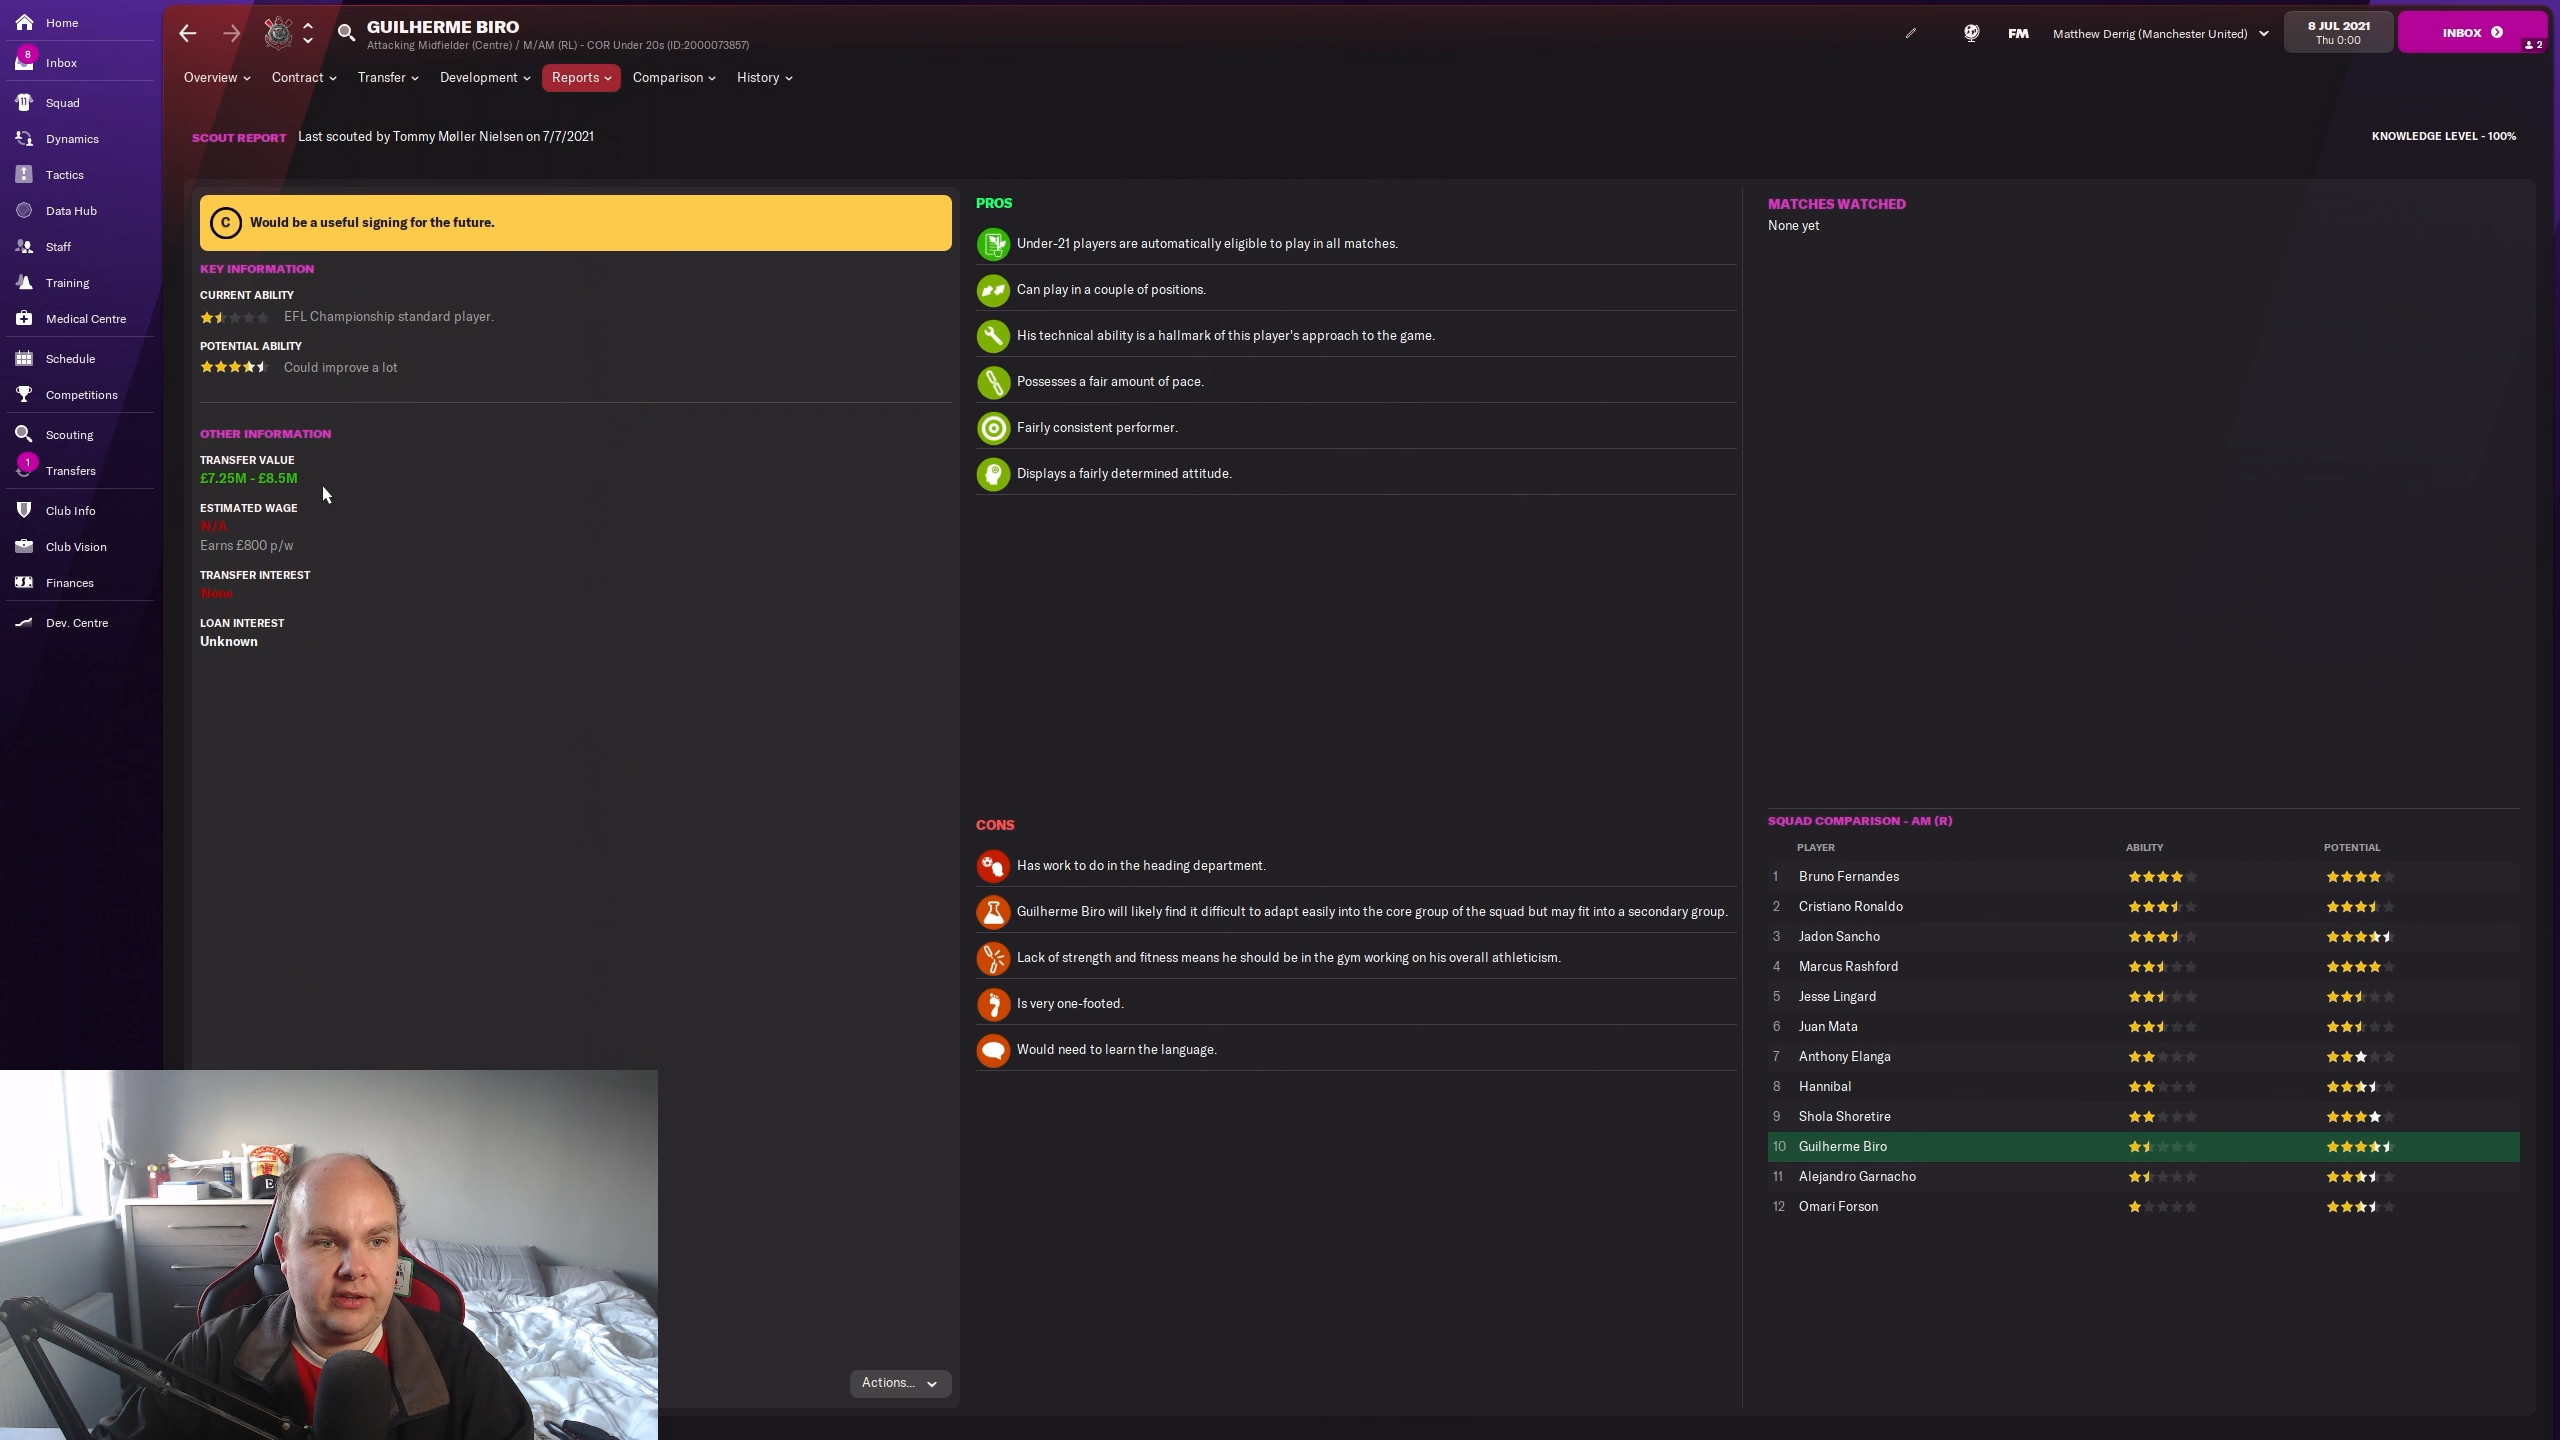 Home
8
Inbox
Squad
Dynamics
Tactics
Data Hub
Staff
Training
Medical Centre
Schedule
Competitions
Scouting
1
Transfers
Club Info
Club Vision
Finances
Dev. Centre
GUILHERME BIRO
Attacking Midfielder (Centre) / M/AM (RL) - COR Under 20s (ID:2000073857)
FM
Matthew Derrig (Manchester United)
8 JUL 2021
Thu 0:00
INBOX
2
Overview
Contract
Transfer
Development
Reports
Comparison
History
SCOUT REPORT Last scouted by Tommy Møller Nielsen on 7/7/2021
KNOWLEDGE LEVEL - 100%
C Would be a useful signing for the future.
KEY INFORMATION
CURRENT ABILITY
EFL Championship standard player.
POTENTIAL ABILITY
Could improve a lot
OTHER INFORMATION
TRANSFER VALUE
£7.25M - £8.5M
ESTIMATED WAGE
N/A
Earns £800 p/w
TRANSFER INTEREST
None
LOAN INTEREST
Unknown
Actions...
PROS
Under-21 players are automatically eligible to play in all matches.
Can play in a couple of positions.
His technical ability is a hallmark of this player's approach to the game.
Possesses a fair amount of pace.
Fairly consistent performer.
Displays a fairly determined attitude.
CONS
Has work to do in the heading department.
Guilherme Biro will likely find it difficult to adapt easily into the core group of the squad but may fit into a secondary group.
Lack of strength and fitness means he should be in the gym working on his overall athleticism.
Is very one-footed.
Would need to learn the language.
MATCHES WATCHED
None yet
SQUAD COMPARISON - AM (R)
PLAYER ABILITY POTENTIAL
1 Bruno Fernandes
2 Cristiano Ronaldo
3 Jadon Sancho
4 Marcus Rashford
5 Jesse Lingard
6 Juan Mata
7 Anthony Elanga
8 Hannibal
9 Shola Shoretire
10 Guilherme Biro
11 Alejandro Garnacho
12 Omari Forson